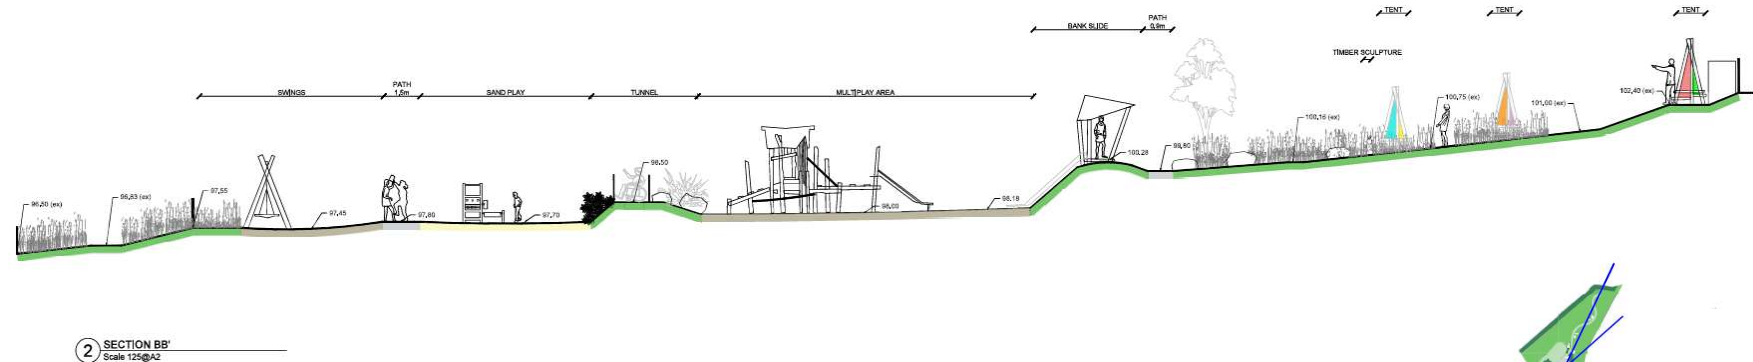 TENT
TENT
TENT
BANK SLIDE
PATH
0,9m
TIMBER SCULPTURE
SWINGS
PATH
1,5m
SAND PLAY
TUNNEL
MULTIPLAY AREA
102,40 (ex)
100,75 (ex)
101,00 (ex)
100,16 (ex)
99,80
100,28
98,50
97,55
96,50 (ex)
96,83 (ex)
97,45
97,60
97,70
98,00
98,18
2
SECTION BB'
Scale 125@A2